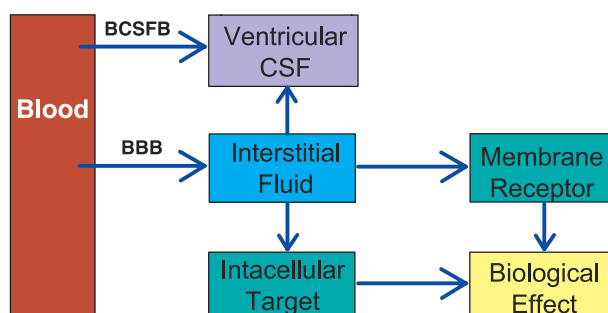 BCSFB
Ventricular
CSF
Blood
BBB
Interstitial
Fluid
Membrane
Receptor
Intacellular
Target
Biological
Effect